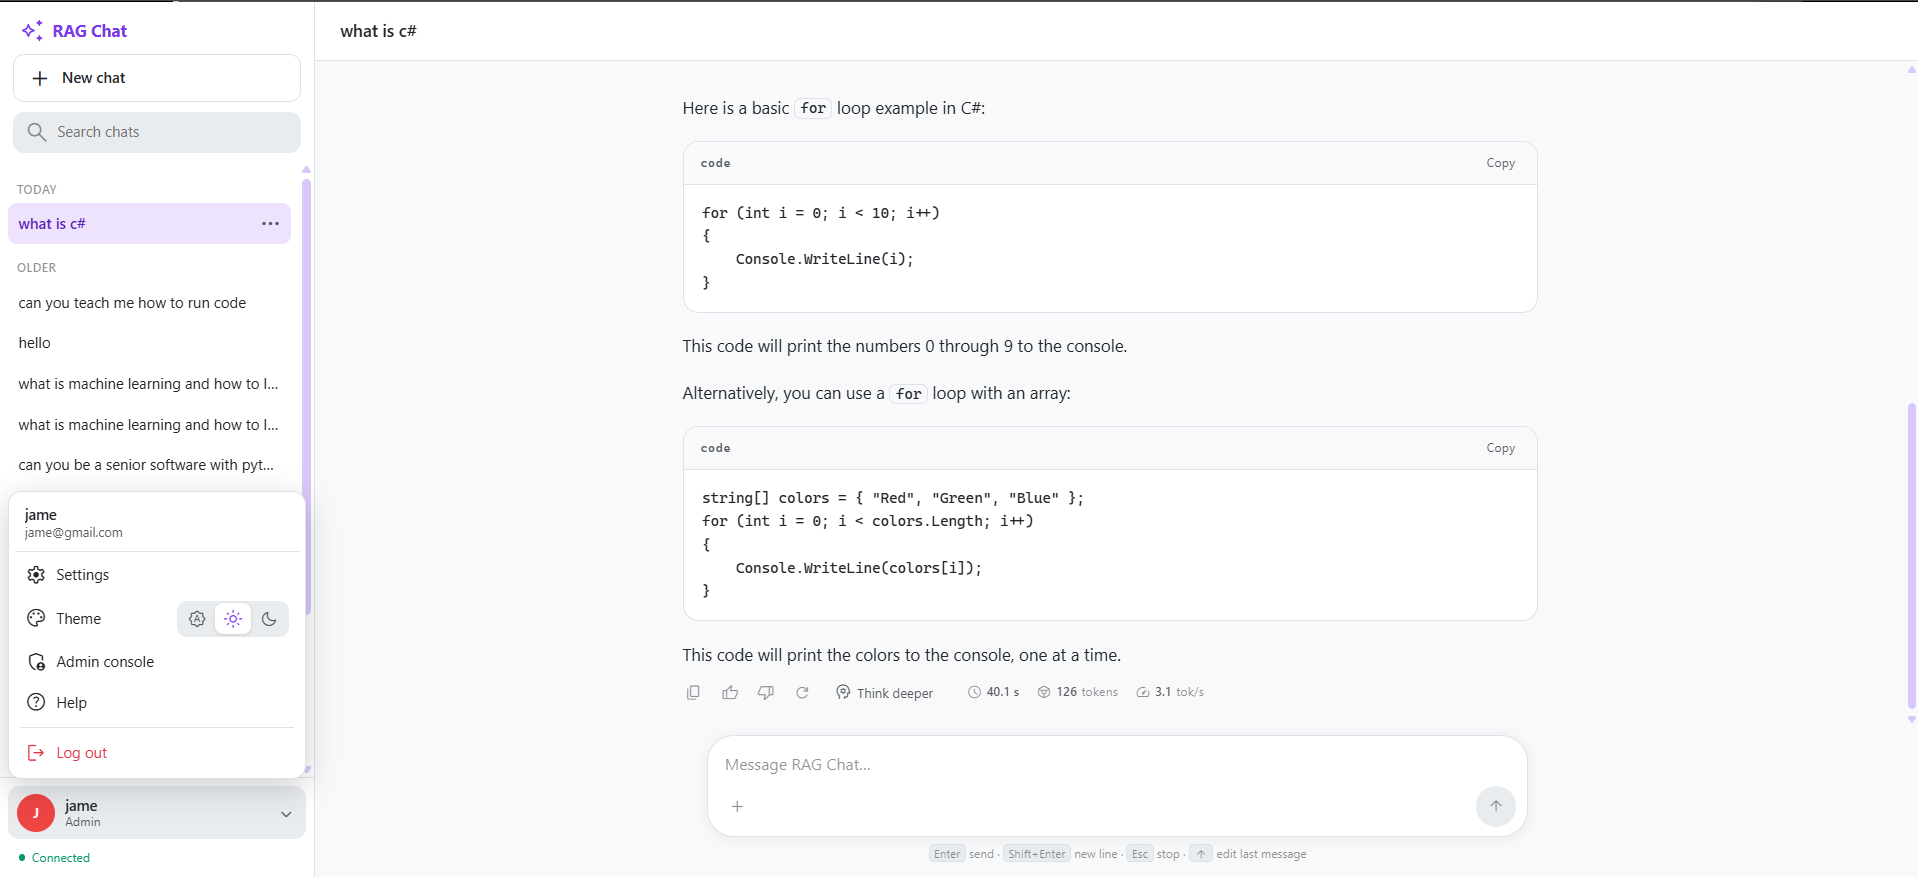 RAG Chat
New chat
Search chats
TODAY
what is c#
OLDER
can you teach me how to run code
hello
what is machine learning and how to l...
what is machine learning and how to l...
can you be a senior software with pyt...
jame
jame@gmail.com
Settings
Theme
Admin console
Help
Log out
J
jame
Admin
Connected
what is c#
Here is a basic for loop example in C#:
code Copy
for (int i = 0; i < 10; i++)
{
    Console.WriteLine(i);
}
This code will print the numbers 0 through 9 to the console.
Alternatively, you can use a for loop with an array:
code Copy
string[] colors = { "Red", "Green", "Blue" };
for (int i = 0; i < colors.Length; i++)
{
    Console.WriteLine(colors[i]);
}
This code will print the colors to the console, one at a time.
Think deeper 40.1 s 126 tokens 3.1 tok/s
Message RAG Chat...
Enter send · Shift+Enter new line · Esc stop · ↑ edit last message